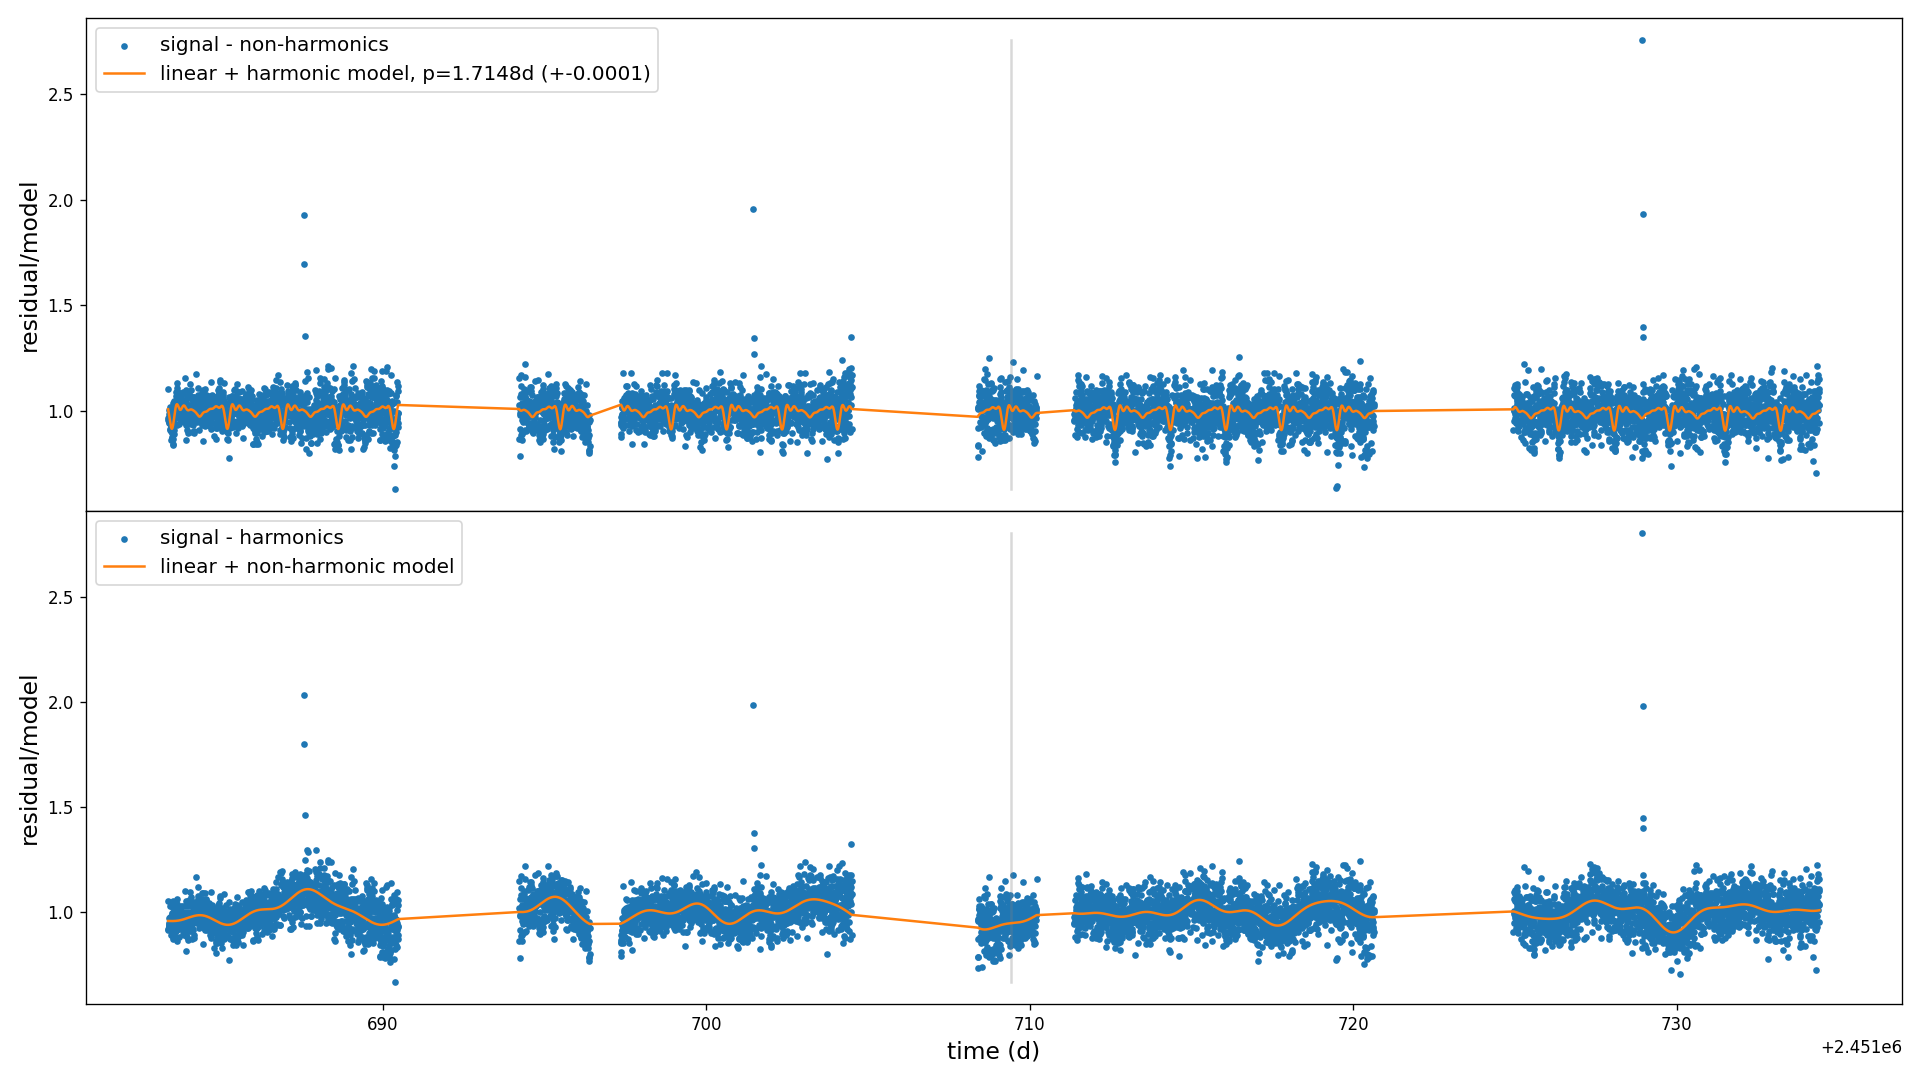 signal - non-harmonics
linear + harmonic model, p=1.7148d (+-0.0001)
residual/model
2.5
2.0
1.5
1.0
signal - harmonics
linear + non-harmonic model
residual/model
2.5
2.0
1.5
1.0
690
700
710
720
730
time (d)
+2.451e6